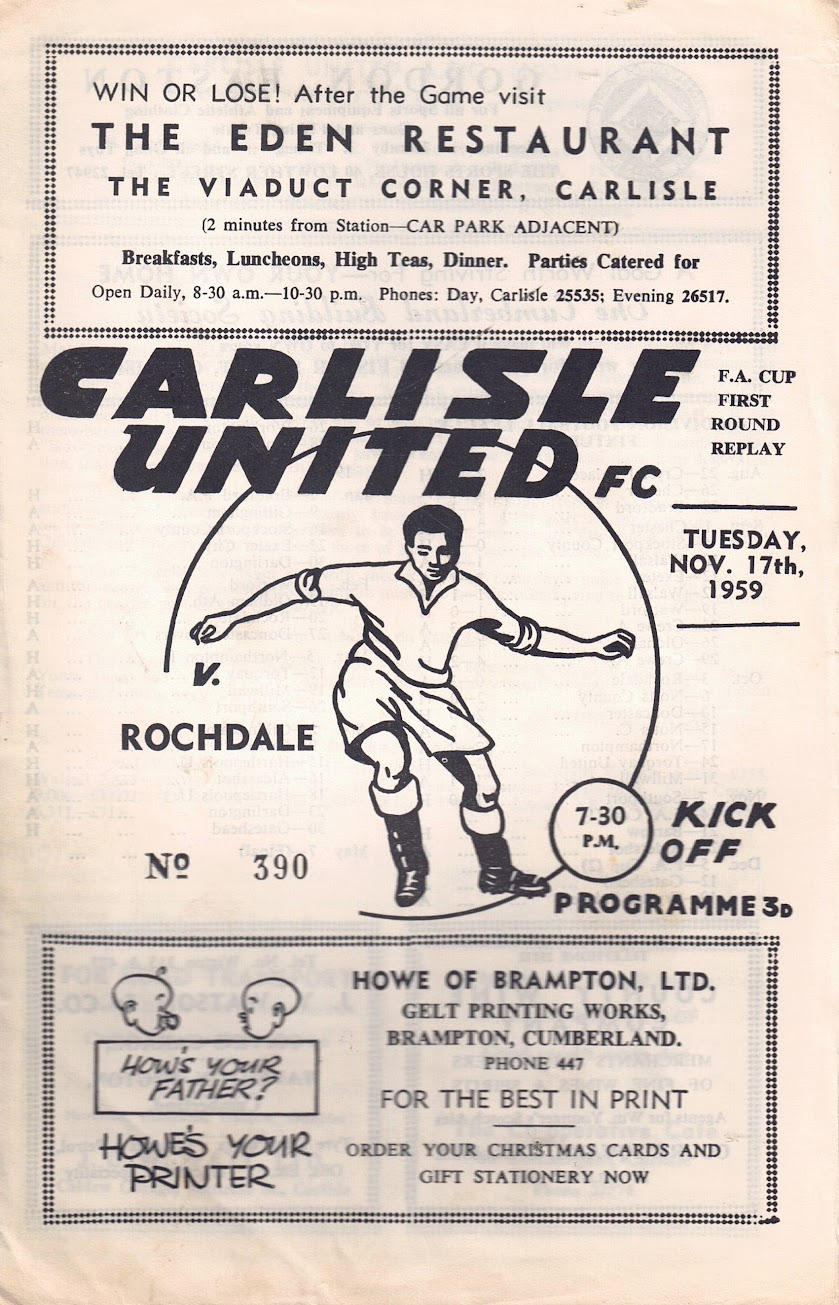 WIN OR LOSE! After the Game visit
THE EDEN RESTAURANT
THE VIADUCT CORNER, CARLISLE
(2 minutes from Station—CAR PARK ADJACENT)
Breakfasts, Luncheons, High Teas, Dinner. Parties Catered for
Open Daily, 8-30 a.m.—10-30 p.m. Phones: Day, Carlisle 25535; Evening 26517.
CARLISLE
UNITED FC
F.A. CUP
FIRST
ROUND
REPLAY
TUESDAY,
NOV. 17th,
1959
v.
ROCHDALE
Nº 390
7-30
P.M.
KICK
OFF
PROGRAMME 3D
HOW'S YOUR
FATHER?
HOWE'S YOUR
PRINTER
HOWE OF BRAMPTON, LTD.
GELT PRINTING WORKS,
BRAMPTON, CUMBERLAND.
PHONE 447
FOR THE BEST IN PRINT
ORDER YOUR CHRISTMAS CARDS AND
GIFT STATIONERY NOW